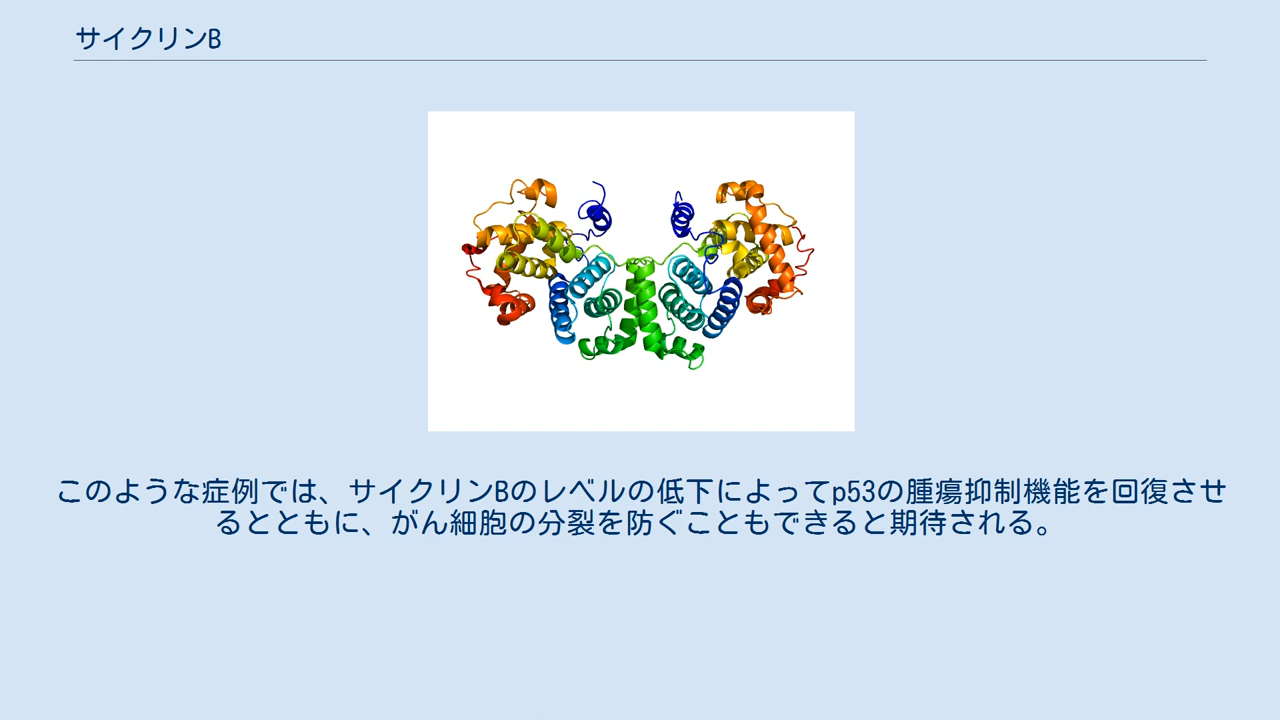 サイクリンB
このような症例では、サイクリンBのレベルの低下によってp53の腫瘍抑制機能を回復させ
るとともに、がん細胞の分裂を防ぐこともできると期待される。